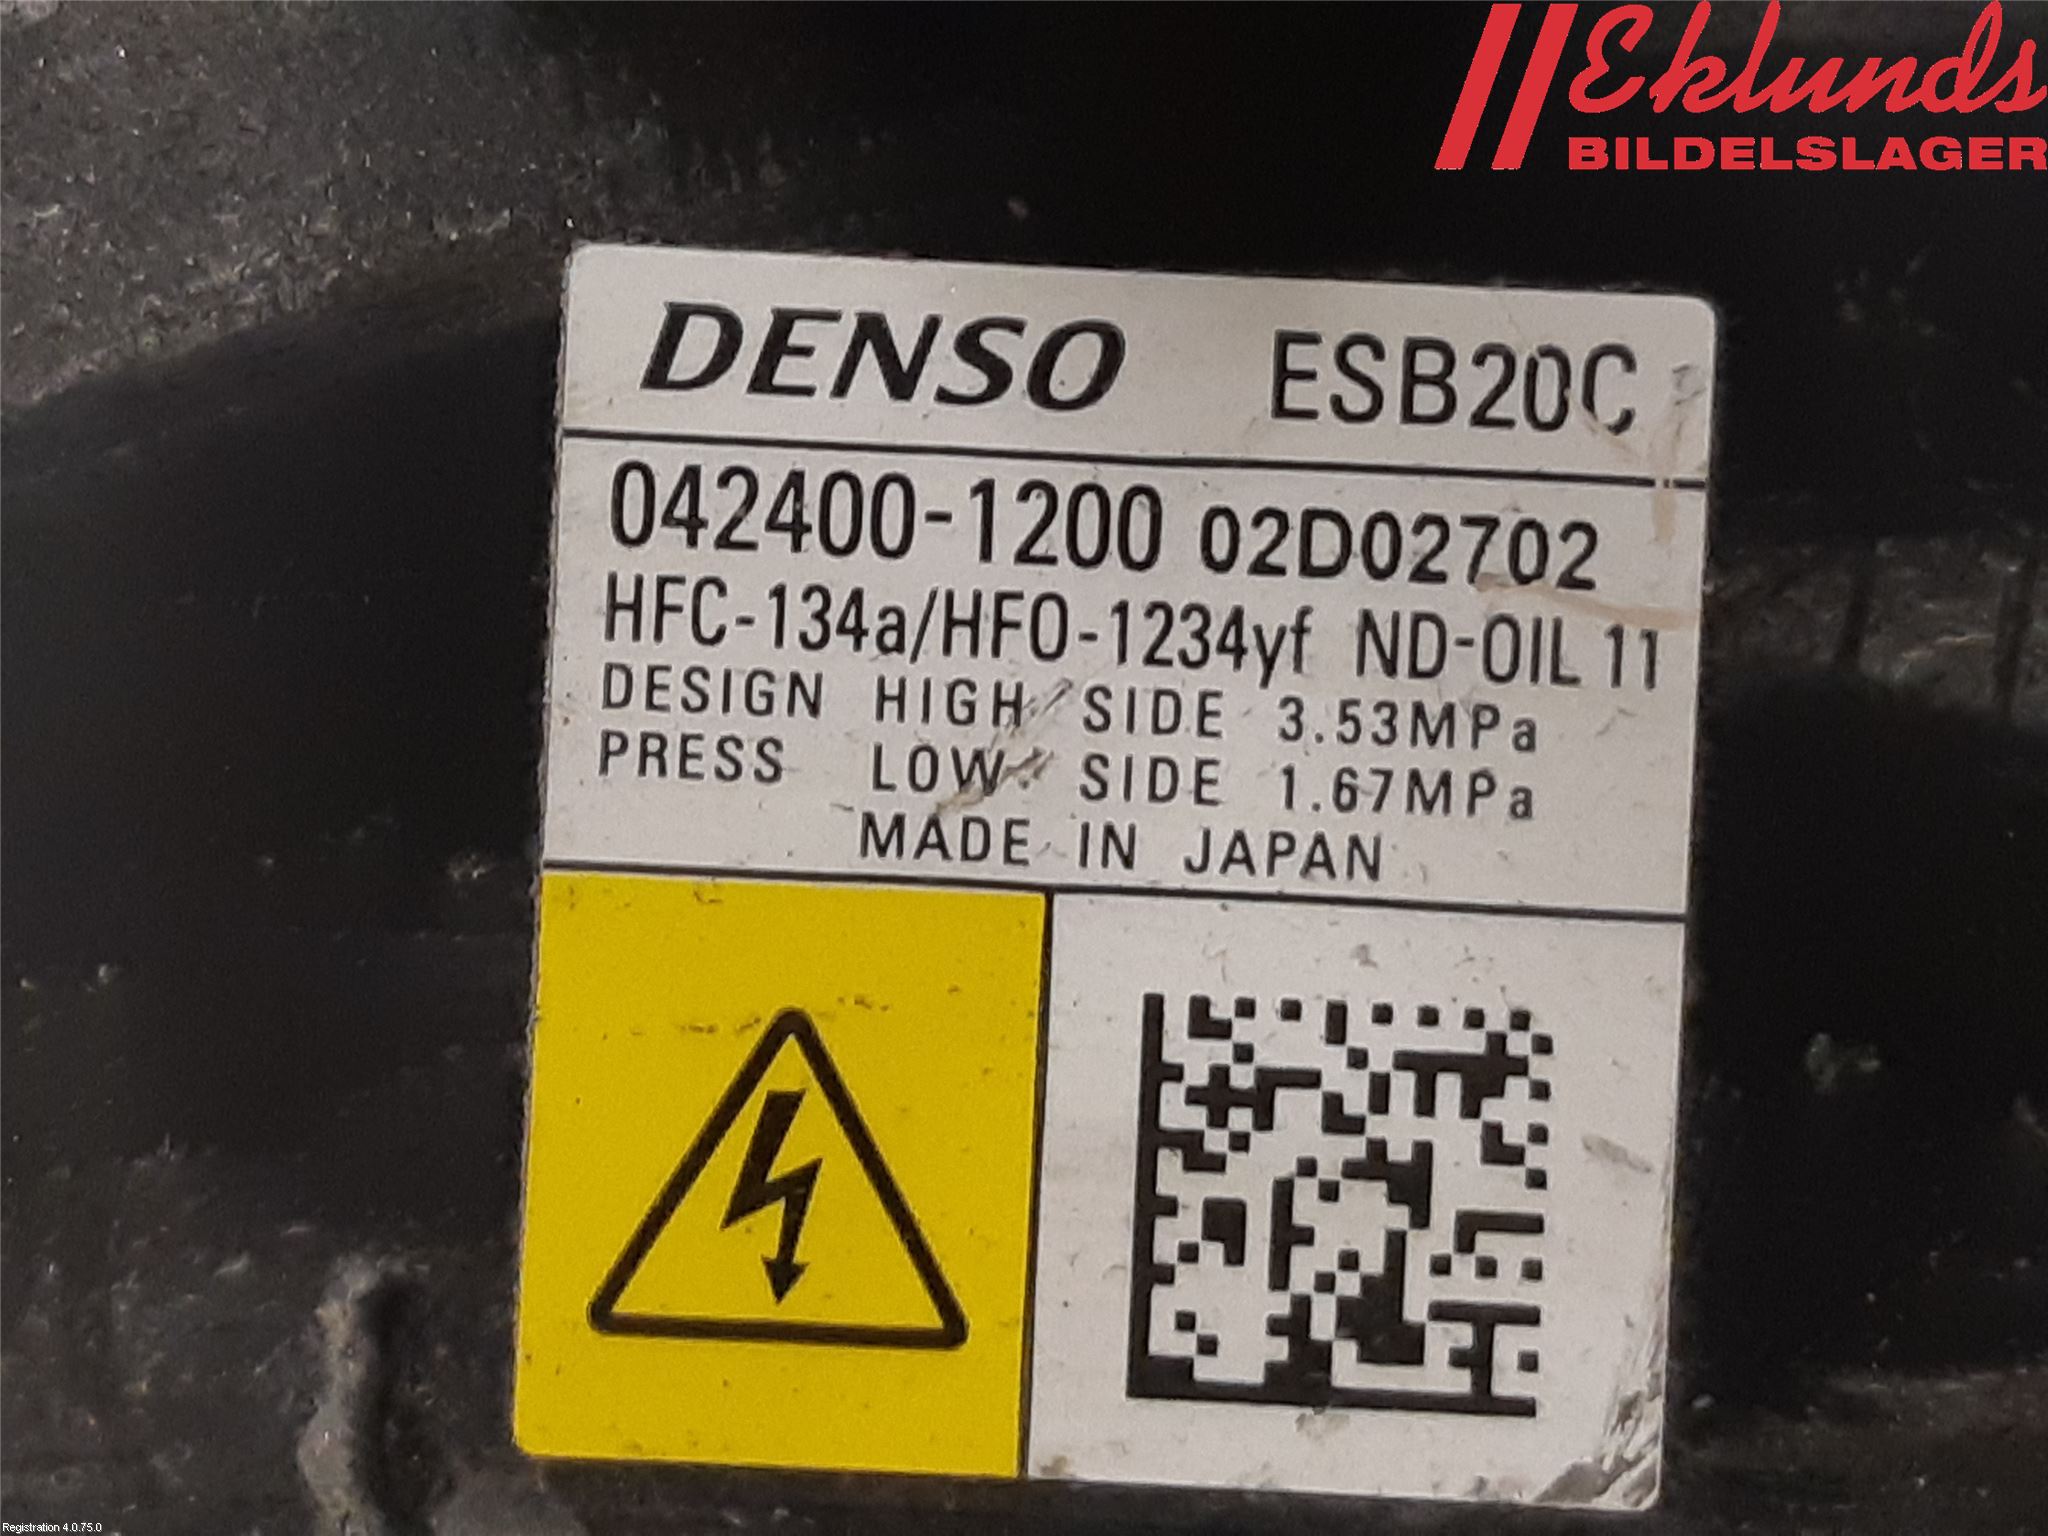 Eklunds
BILDELSLAGER
DENSO ESB20C
042400-1200 02D02702
HFC-134a/HFO-1234yf ND-OIL 11
DESIGN HIGH SIDE 3.53MPa
PRESS LOW SIDE 1.67MPa
MADE IN JAPAN
Registration 4.0.75.0